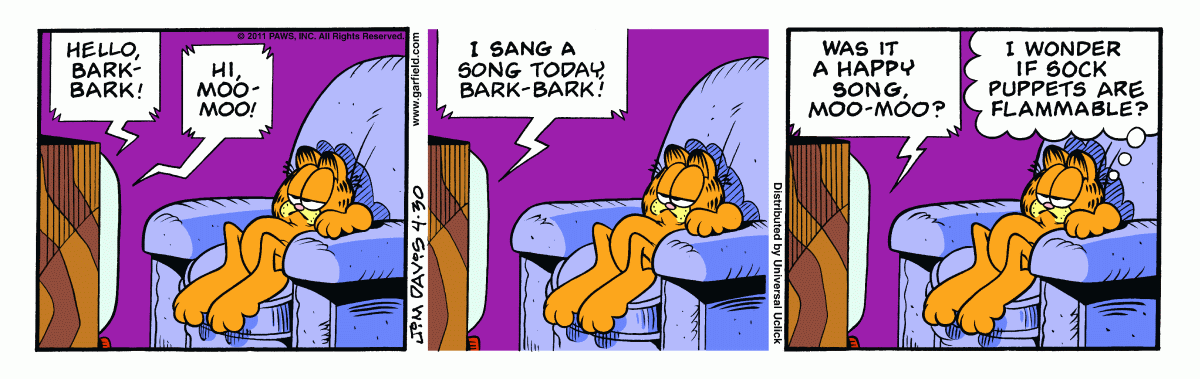 © 2011 PAWS, INC. All Rights Reserved.
HELLO,
BARK-
BARK!
HI,
MOO-
MOO!
www.garfield.com
JIM DAVIS 4·30
I SANG A
SONG TODAY,
BARK-BARK!
Distributed by Universal Uclick
WAS IT
A HAPPY
SONG,
MOO-MOO?
I WONDER
IF SOCK
PUPPETS ARE
FLAMMABLE?